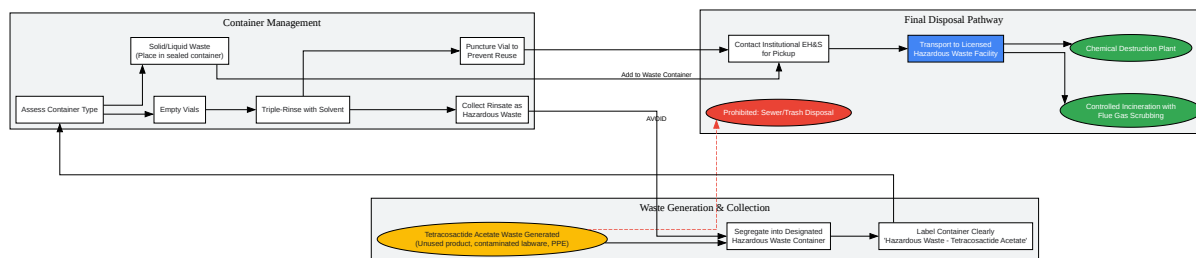 Container Management
Solid/Liquid Waste
(Place in sealed container)
Puncture Vial to
Prevent Reuse
Assess Container Type
Empty Vials
Triple-Rinse with Solvent
Collect Rinsate as
Hazardous Waste
Final Disposal Pathway
Contact Institutional EH&S
for Pickup
Transport to Licensed
Hazardous Waste Facility
Chemical Destruction Plant
Add to Waste Container
Prohibited: Sewer/Trash Disposal
Controlled Incineration with
Flue Gas Scrubbing
AVOID
Waste Generation & Collection
Tetracosactide Acetate Waste Generated
(Unused product, contaminated labware, PPE)
Segregate into Designated
Hazardous Waste Container
Label Container Clearly
'Hazardous Waste - Tetracosactide Acetate'